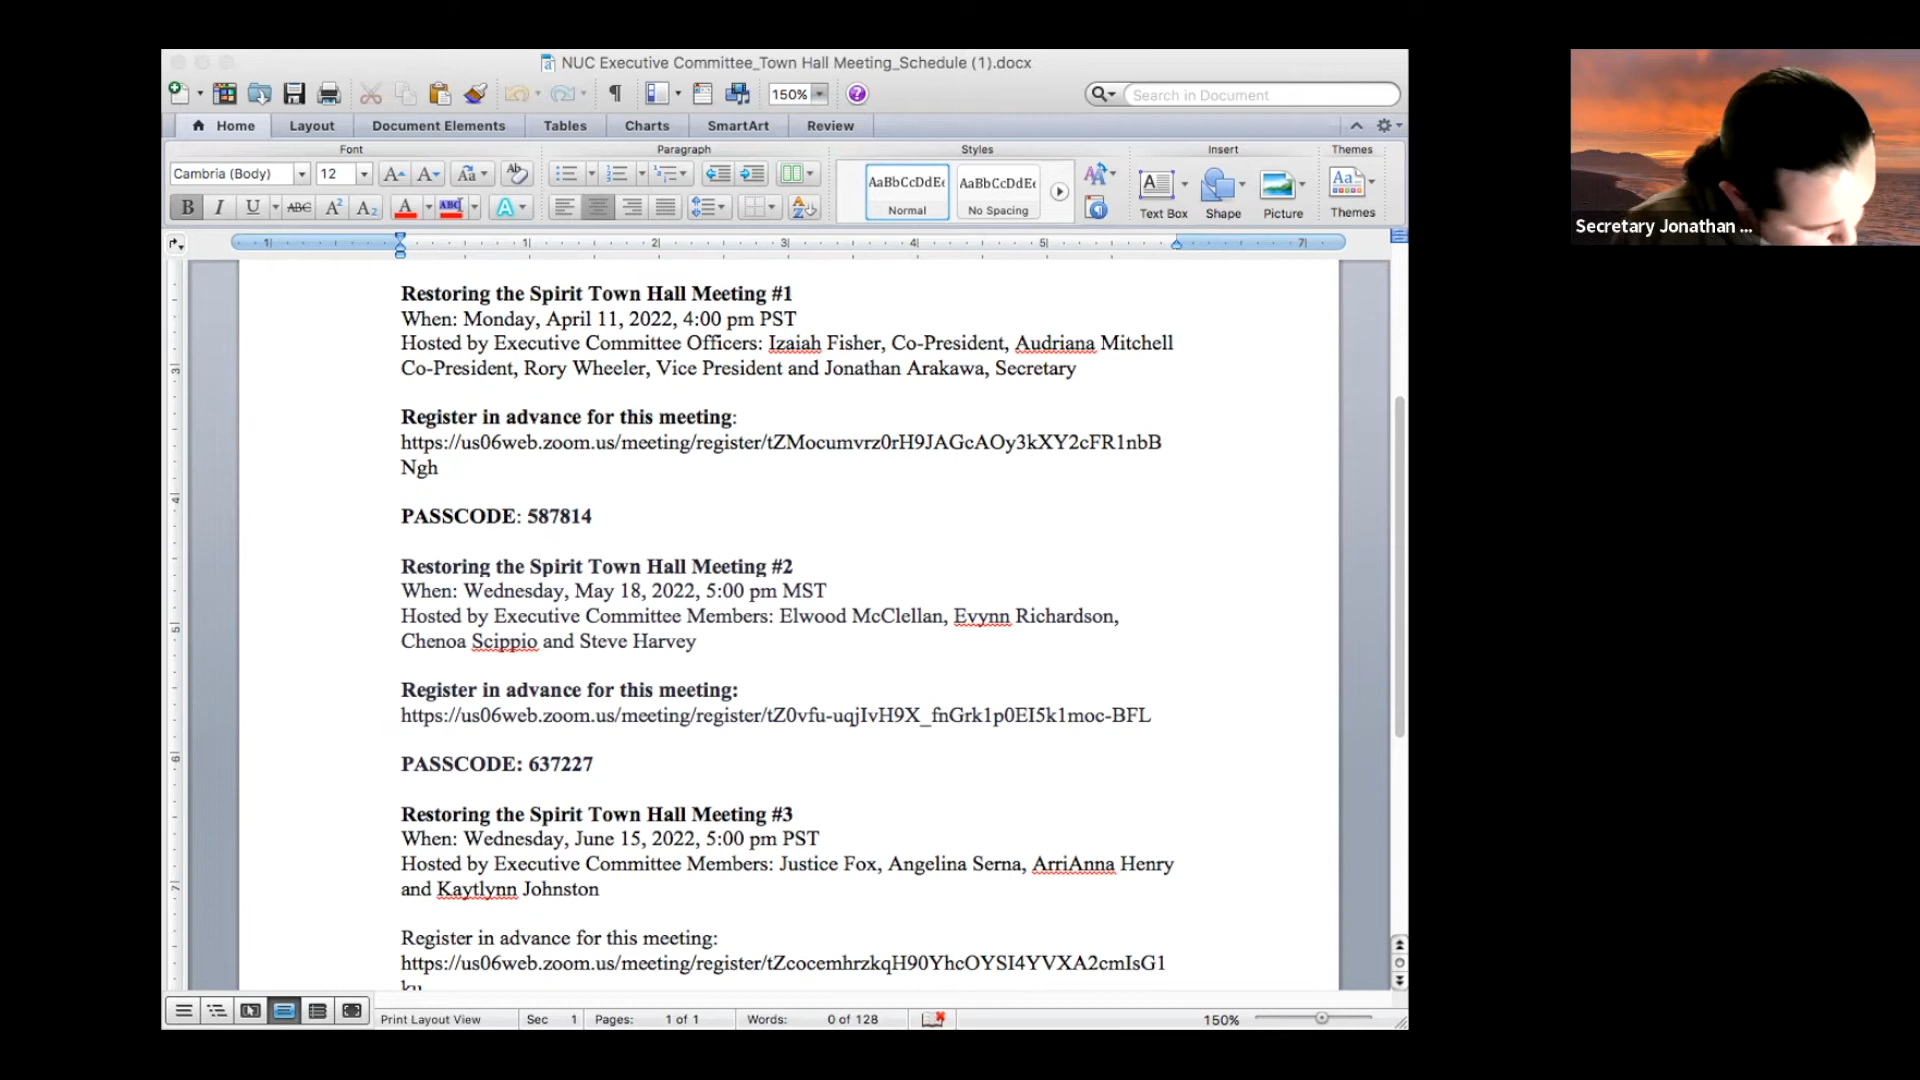 NUC Executive Committee_Town Hall Meeting_Schedule (1).docx
150%
Search in Document
Home Layout Document Elements Tables Charts SmartArt Review
Font Paragraph Styles Insert Themes
Cambria (Body) 12
AaBbCcDdEe AaBbCcDdEe
Normal No Spacing Text Box Shape Picture Themes
Restoring the Spirit Town Hall Meeting #1
When: Monday, April 11, 2022, 4:00 pm PST
Hosted by Executive Committee Officers: Izaiah Fisher, Co-President, Audriana Mitchell
Co-President, Rory Wheeler, Vice President and Jonathan Arakawa, Secretary
Register in advance for this meeting:
https://us06web.zoom.us/meeting/register/tZMocumvrz0rH9JAGcAOy3kXY2cFR1nbB
Ngh
PASSCODE: 587814
Restoring the Spirit Town Hall Meeting #2
When: Wednesday, May 18, 2022, 5:00 pm MST
Hosted by Executive Committee Members: Elwood McClellan, Evynn Richardson,
Chenoa Scippio and Steve Harvey
Register in advance for this meeting:
https://us06web.zoom.us/meeting/register/tZ0vfu-uqjIvH9X_fnGrk1p0EI5k1moc-BFL
PASSCODE: 637227
Restoring the Spirit Town Hall Meeting #3
When: Wednesday, June 15, 2022, 5:00 pm PST
Hosted by Executive Committee Members: Justice Fox, Angelina Serna, ArriAnna Henry
and Kaytlynn Johnston
Register in advance for this meeting:
https://us06web.zoom.us/meeting/register/tZcocemhrzkqH90YhcOYSI4YVXA2cmIsG1
Print Layout View Sec 1 Pages: 1 of 1 Words: 0 of 128 150%
Secretary Jonathan ...